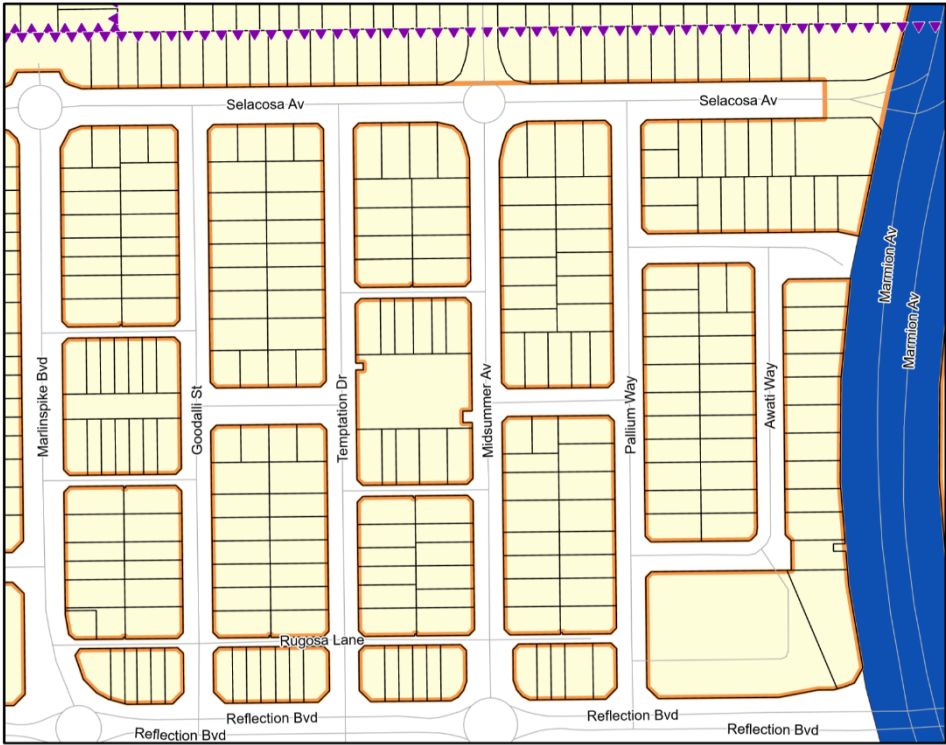 Selacosa Av
Selacosa Av
Marmion Av
Marmion Av
Marlinspike Bvd
Goodalli St
Temptation Dr
Midsummer Av
Pallium Way
Awati Way
Rugosa Lane
Reflection Bvd
Reflection Bvd
Reflection Bvd
Reflection Bvd